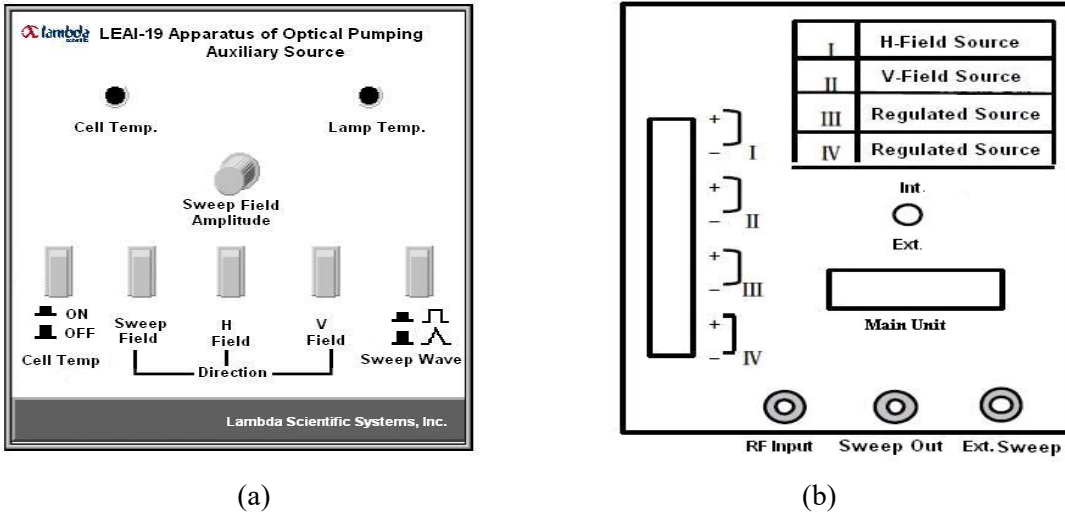 lambda scientific
LEAI-19 Apparatus of Optical Pumping
Auxiliary Source
Cell Temp.
Lamp Temp.
Sweep Field
Amplitude
ON
OFF
Cell Temp
Sweep
Field
H
Field
V
Field
Direction
Sweep Wave
Lambda Scientific Systems, Inc.
(a)
I H-Field Source
II V-Field Source
III Regulated Source
IV Regulated Source
+
– I
+
– II
+
– III
+
– IV
Int.
Ext.
Main Unit
RF Input Sweep Out Ext. Sweep
(b)